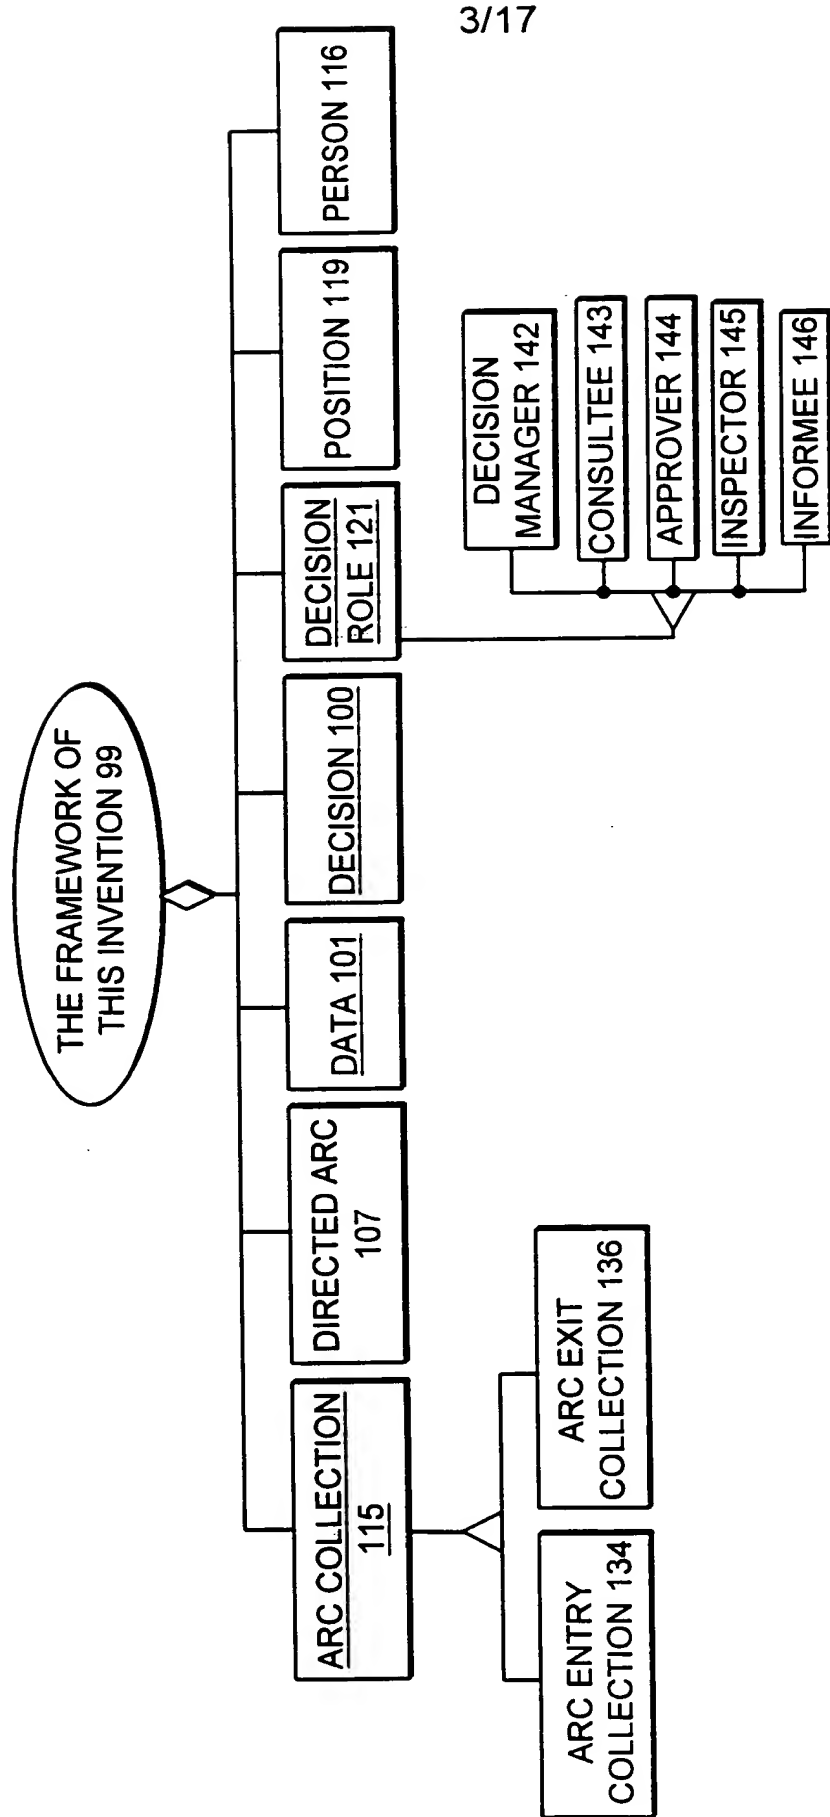 3/17
THE FRAMEWORK OF
THIS INVENTION 99
ARC COLLECTION
115
DIRECTED ARC
107
DATA 101
DECISION 100
DECISION
ROLE 121
POSITION 119
PERSON 116
ARC ENTRY
COLLECTION 134
ARC EXIT
COLLECTION 136
DECISION
MANAGER 142
CONSULTEE 143
APPROVER 144
INSPECTOR 145
INFORMEE 146